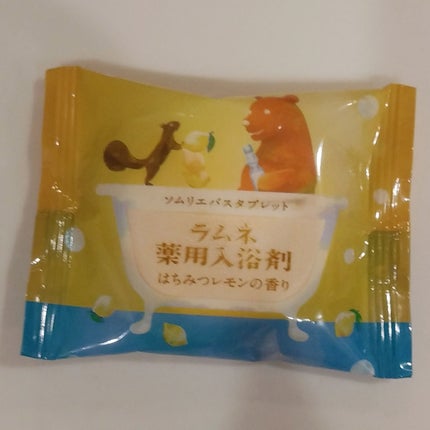 ソムリエバスタブレット
ラムネ
薬用入浴剤
はちみつレモンの香り